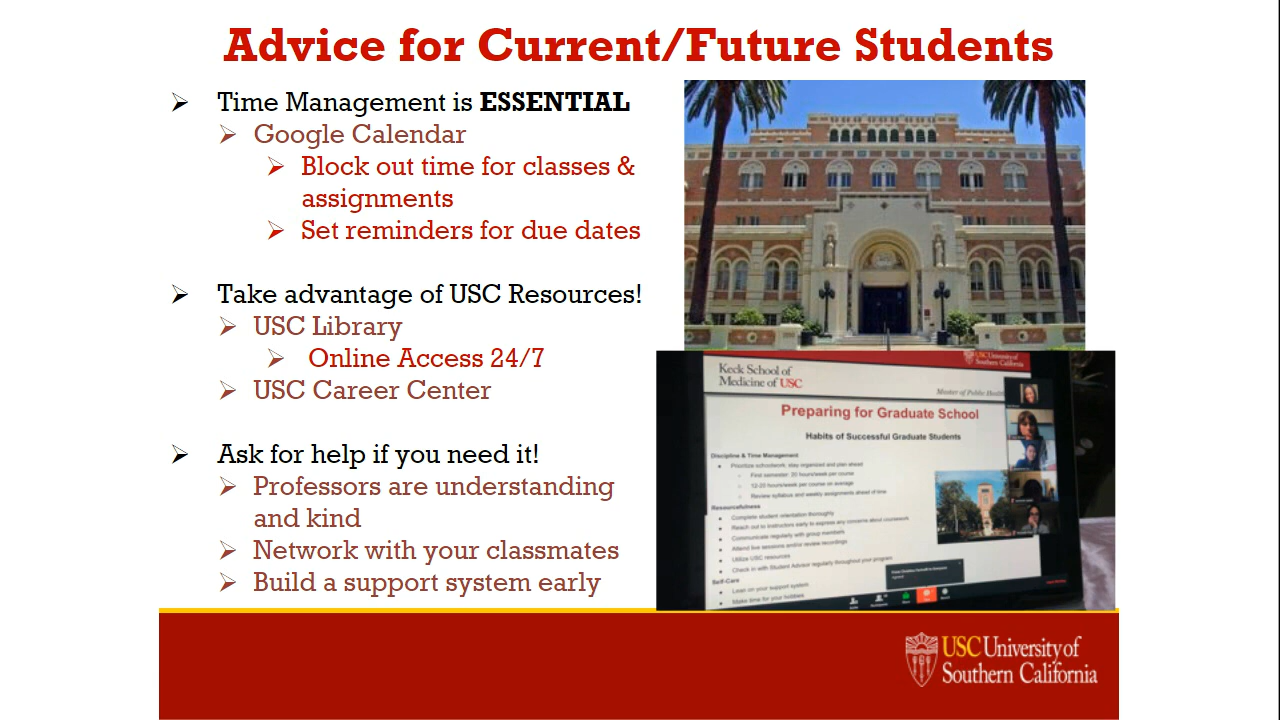 Advice for Current/Future Students
Time Management is ESSENTIAL
Google Calendar
Block out time for classes &
assignments
Set reminders for due dates
Take advantage of USC Resources!
USC Library
Online Access 24/7
USC Career Center
Ask for help if you need it!
Professors are understanding
and kind
Network with your classmates
Build a support system early
USC University of
Southern California
Keck School of
Medicine of USC
Master of Public Health
Preparing for Graduate School
Habits of Successful Graduate Students
Discipline & Time Management
Prioritize schoolwork: stay organized and plan ahead
First semester: 20 hours/week per course
12-20 hours/week per course on average
Review syllabus and weekly assignments ahead of time
Resourcefulness
Complete student orientation thoroughly
Reach out to instructors early to express any concerns about coursework
Communicate regularly with group members
Attend live sessions and/or review recordings
Utilize USC resources
Check in with Student Advisor regularly throughout your program
Self-Care
Lean on your support system
Make time for your hobbies
USC University of
Southern California